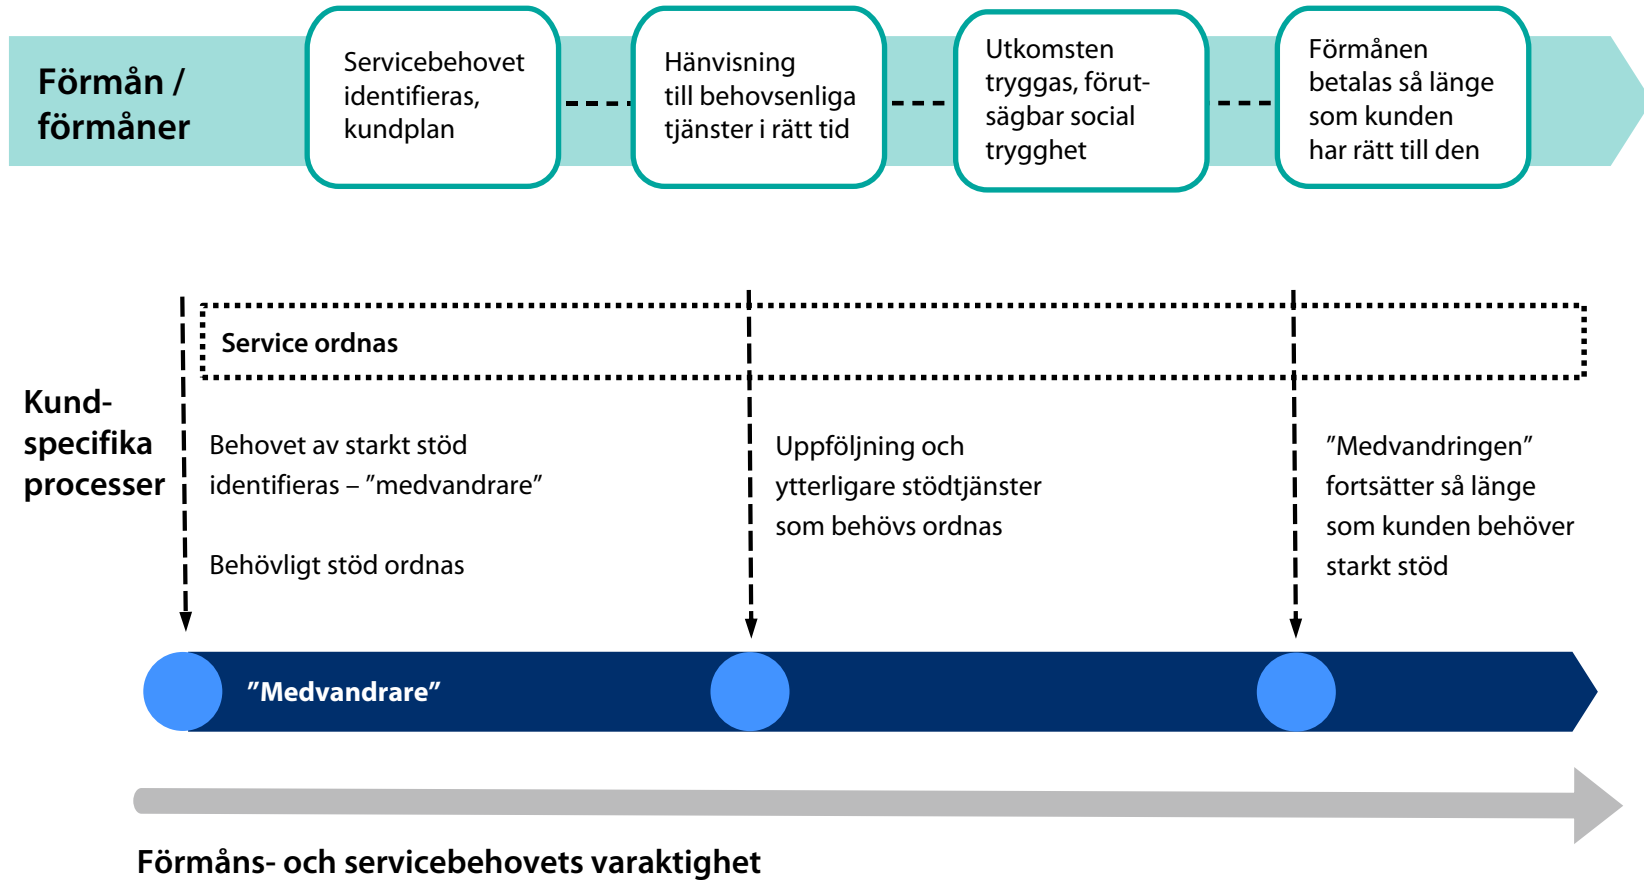 Förmån /
förmåner
Servicebehovet
identifieras,
kundplan
Hänvisning
till behovsenliga
tjänster i rätt tid
Utkomsten
tryggas, förut-
sägbar social
trygghet
Förmånen
betalas så länge
som kunden
har rätt till den
Service ordnas
Kund-
specifika
processer
Behovet av starkt stöd
identifieras – ”medvandrare”
Behövligt stöd ordnas
Uppföljning och
ytterligare stödtjänster
som behövs ordnas
”Medvandringen”
fortsätter så länge
som kunden behöver
starkt stöd
”Medvandrare”
Förmåns- och servicebehovets varaktighet